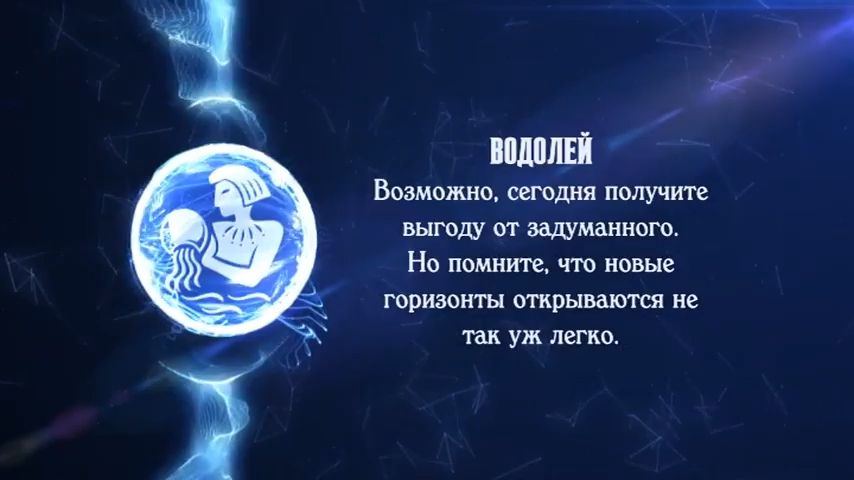 ВОДОЛЕЙ
Возможно, сегодня получите
выгоду от задуманного.
Но помните, что новые
горизонты открываются не
так уж легко.